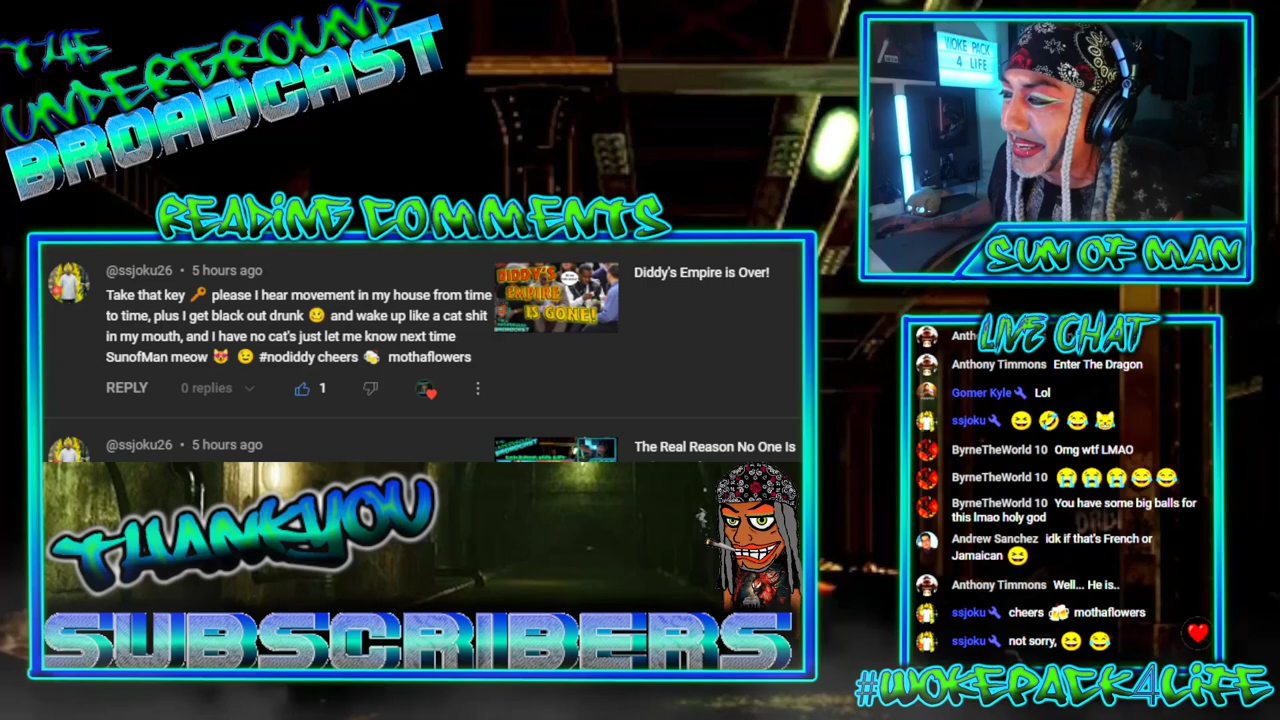 THE
UNDERGROUND
BROADCAST
WOKE PACK
4 LIFE
SUN OF MAN
READING COMMENTS
@ssjoku26 • 5 hours ago
Take that key 🔑 please I hear movement in my house from time
to time, plus I get black out drunk 🥴 and wake up like a cat shit
in my mouth, and I have no cat's just let me know next time
SunofMan meow 😻 😉 #nodiddy cheers 🍻 mothaflowers
REPLY 0 replies 1
DIDDY'S
EMPIRE
IS GONE!
Diddy's Empire is Over!
@ssjoku26 • 5 hours ago
The Real Reason No One Is
THANKYOU
SUBSCRIBERS
LIVE CHAT
Anth
Anthony Timmons Enter The Dragon
Gomer Kyle Lol
ssjoku 😆 🤣 😂 😹
ByrneTheWorld 10 Omg wtf LMAO
ByrneTheWorld 10 😭 😭 😭 😂 😂
ByrneTheWorld 10 You have some big balls for
this lmao holy god
Andrew Sanchez idk if that's French or
Jamaican 😆
Anthony Timmons Well... He is..
ssjoku cheers 🍻 mothaflowers
ssjoku not sorry, 😆 😂
#WOKEPACK4LIFE